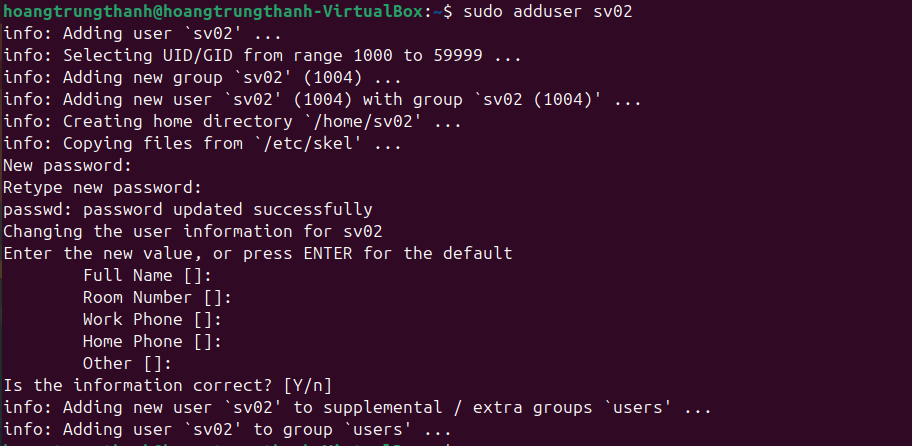 hoangtrungthanh@hoangtrungthanh-VirtualBox:~$ sudo adduser sv02
info: Adding user `sv02' ...
info: Selecting UID/GID from range 1000 to 59999 ...
info: Adding new group `sv02' (1004) ...
info: Adding new user `sv02' (1004) with group `sv02 (1004)' ...
info: Creating home directory `/home/sv02' ...
info: Copying files from `/etc/skel' ...
New password:
Retype new password:
passwd: password updated successfully
Changing the user information for sv02
Enter the new value, or press ENTER for the default
        Full Name []:
        Room Number []:
        Work Phone []:
        Home Phone []:
        Other []:
Is the information correct? [Y/n]
info: Adding new user `sv02' to supplemental / extra groups `users' ...
info: Adding user `sv02' to group `users' ...